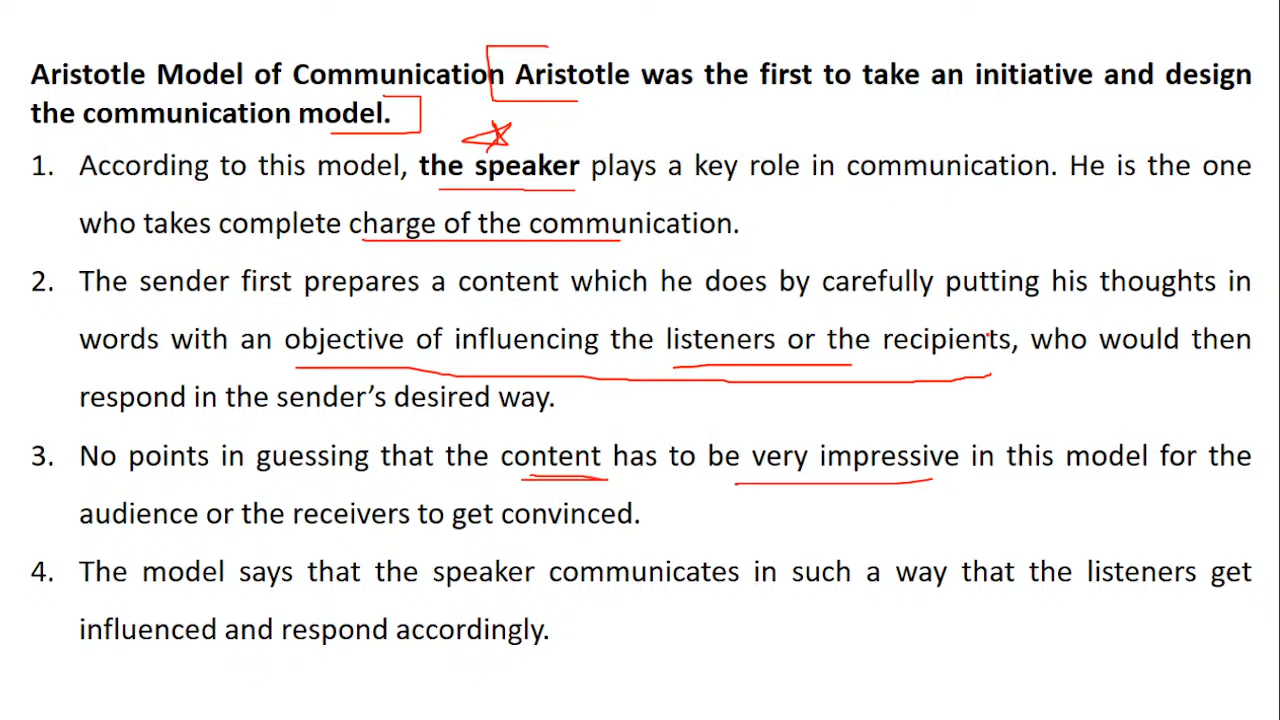 Aristotle Model of Communication Aristotle was the first to take an initiative and design
the communication model.
1. According to this model, the speaker plays a key role in communication. He is the one
who takes complete charge of the communication.
2. The sender first prepares a content which he does by carefully putting his thoughts in
words with an objective of influencing the listeners or the recipients, who would then
respond in the sender’s desired way.
3. No points in guessing that the content has to be very impressive in this model for the
audience or the receivers to get convinced.
4. The model says that the speaker communicates in such a way that the listeners get
influenced and respond accordingly.